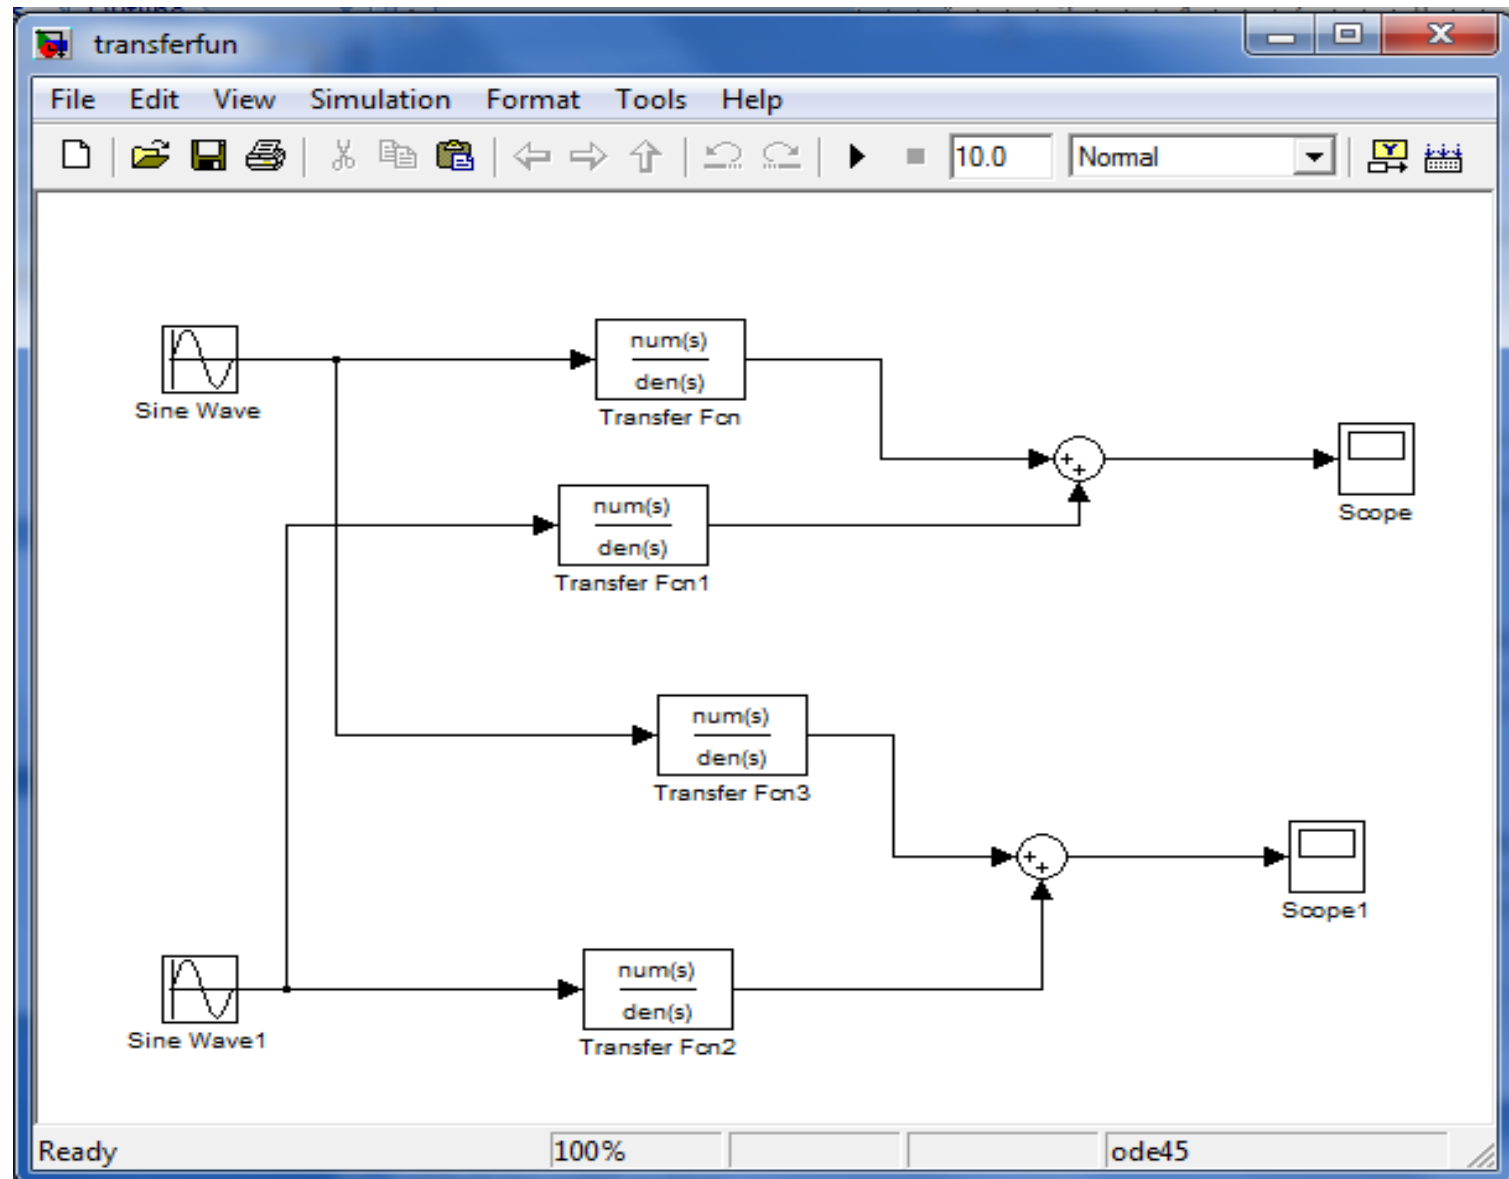 transferfun
File Edit View Simulation Format Tools Help
10.0 Normal
num(s)
den(s)
Sine Wave
Transfer Fcn
+
+
Scope
num(s)
den(s)
Transfer Fcn1
num(s)
den(s)
Transfer Fcn3
+
+
Scope1
num(s)
den(s)
Sine Wave1
Transfer Fcn2
Ready 100% ode45